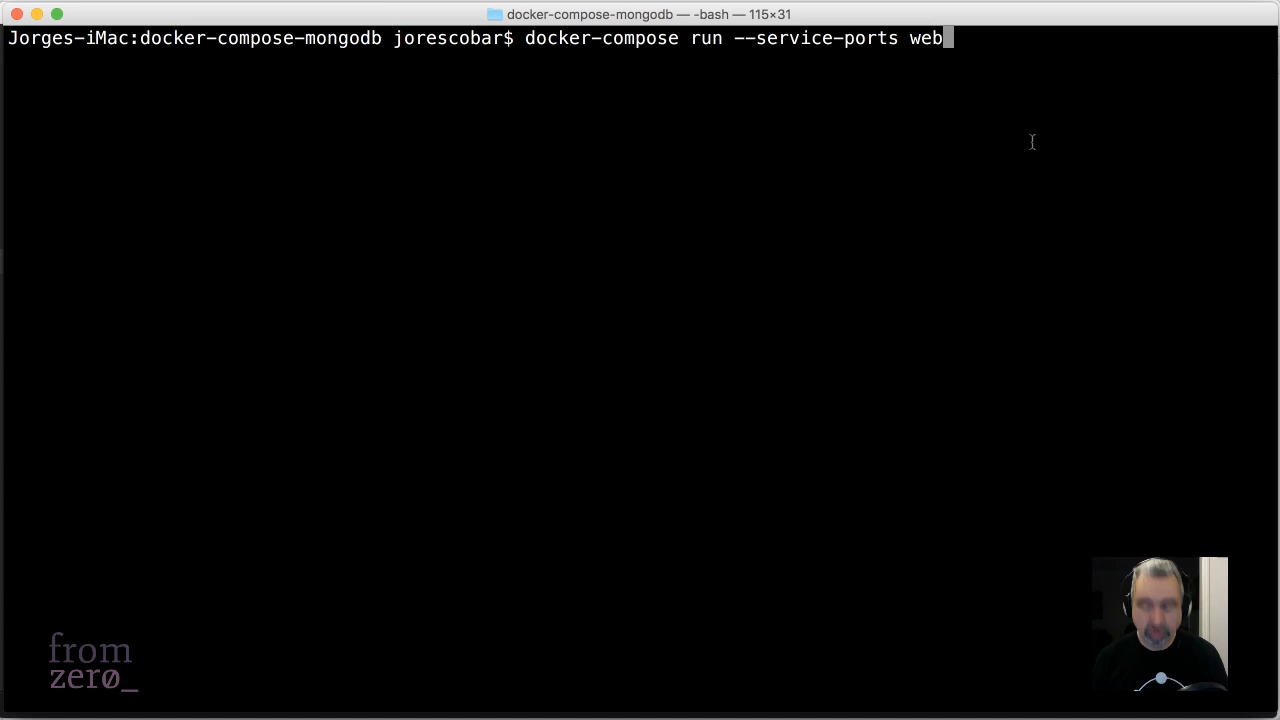 docker-compose-mongodb — -bash — 115×31
Jorges-iMac:docker-compose-mongodb jorescobar$ docker-compose run --service-ports web
from
zerø_